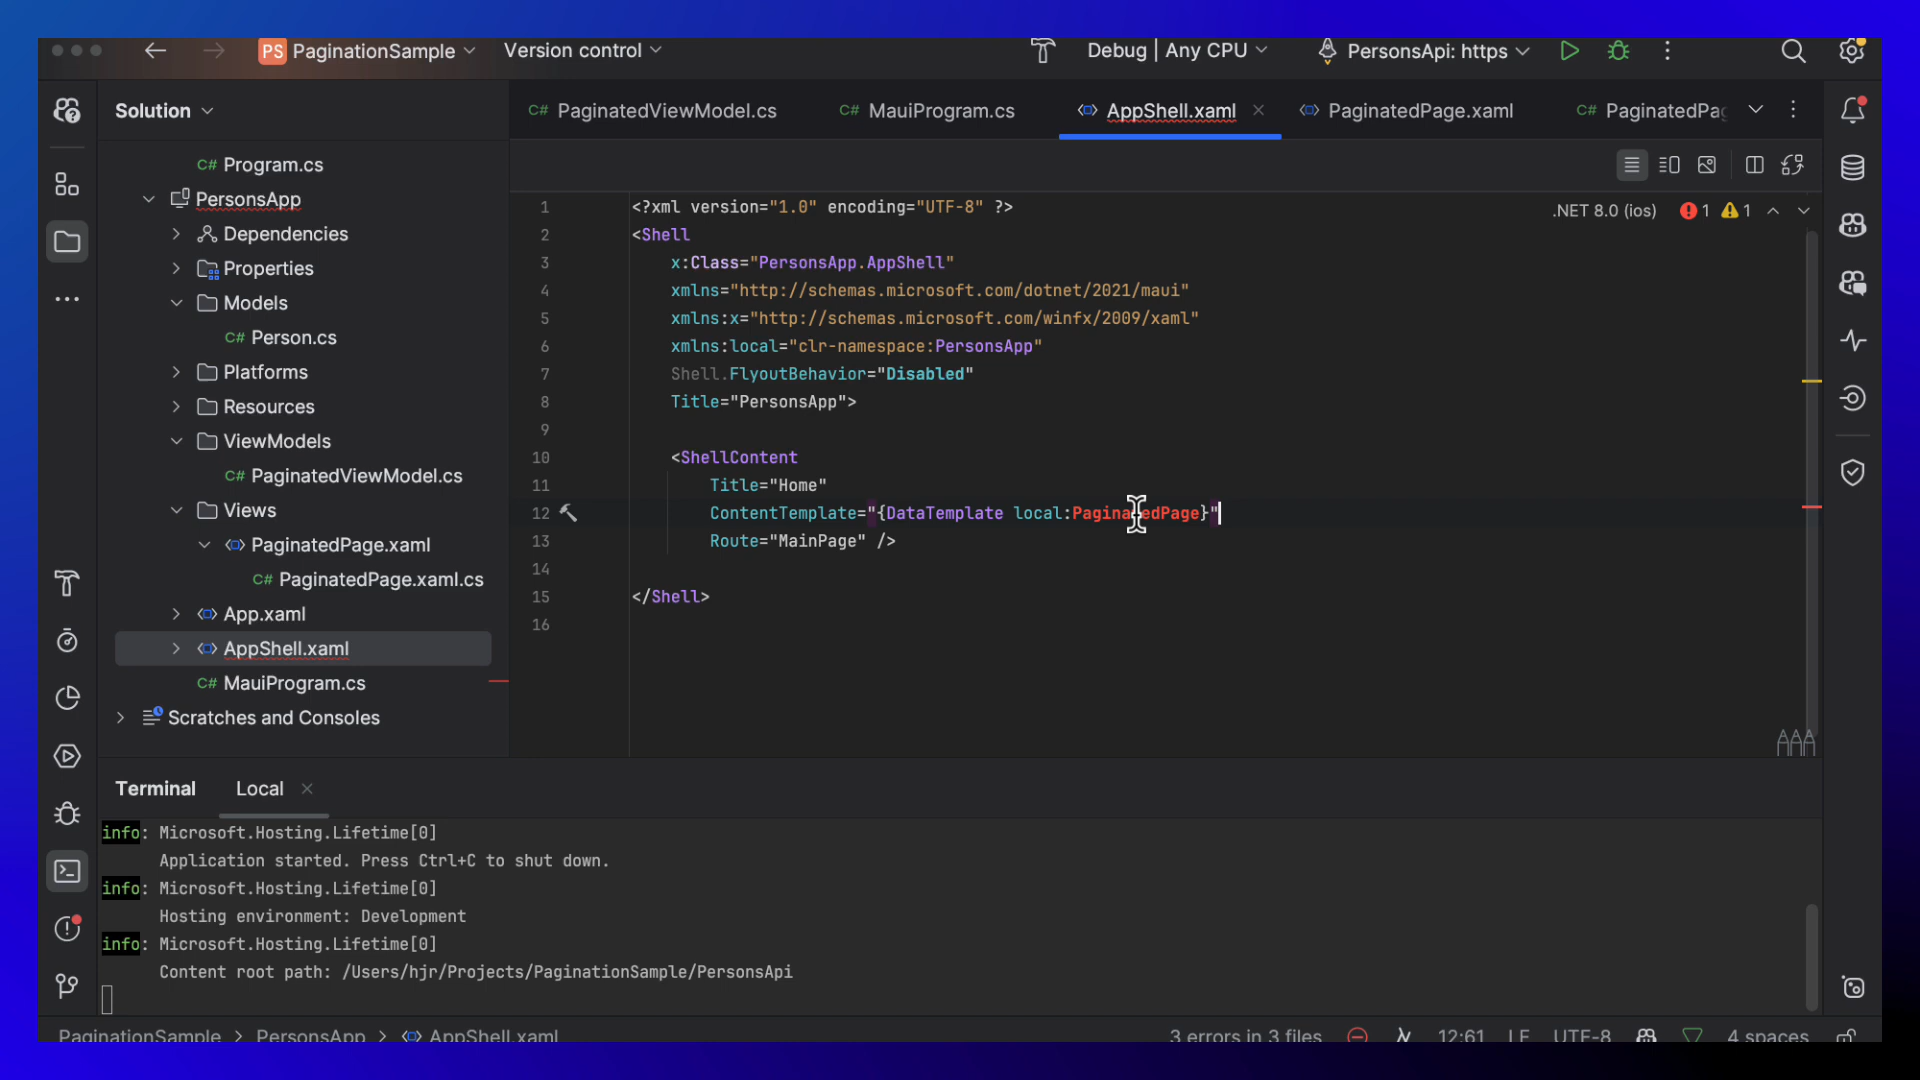 PS PaginationSample Version control Debug | Any CPU PersonsApi: https
Solution
Program.cs
PersonsApp
Dependencies
Properties
Models
C# Person.cs
Platforms
Resources
ViewModels
C# PaginatedViewModel.cs
Views
PaginatedPage.xaml
C# PaginatedPage.xaml.cs
App.xaml
AppShell.xaml
C# MauiProgram.cs
Scratches and Consoles
C# PaginatedViewModel.cs C# MauiProgram.cs AppShell.xaml PaginatedPage.xaml C# PaginatedPag
.NET 8.0 (ios) 1 1
1 <?xml version="1.0" encoding="UTF-8" ?>
2 <Shell
3 x:Class="PersonsApp.AppShell"
4 xmlns="http://schemas.microsoft.com/dotnet/2021/maui"
5 xmlns:x="http://schemas.microsoft.com/winfx/2009/xaml"
6 xmlns:local="clr-namespace:PersonsApp"
7 Shell.FlyoutBehavior="Disabled"
8 Title="PersonsApp">
9
10 <ShellContent
11 Title="Home"
12 ContentTemplate="{DataTemplate local:PaginatedPage}"
13 Route="MainPage" />
14
15 </Shell>
16
Terminal Local
info: Microsoft.Hosting.Lifetime[0]
Application started. Press Ctrl+C to shut down.
info: Microsoft.Hosting.Lifetime[0]
Hosting environment: Development
info: Microsoft.Hosting.Lifetime[0]
Content root path: /Users/hjr/Projects/PaginationSample/PersonsApi
PaginationSample > PersonsApp > AppShell.xaml 3 errors in 3 files 12:61 LF UTF-8 4 spaces